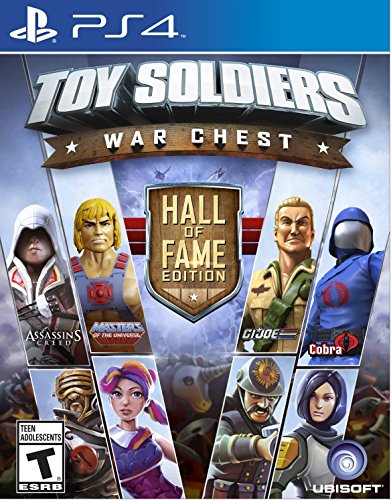 PS4
TOY SOLDIERS
WAR CHEST
HALL
OF
FAME
EDITION
ASSASSIN'S
CREED
MASTERS
OF THE UNIVERSE
G.I. JOE
Cobra
TEEN
ADOLESCENTS
T
ESRB
UBISOFT